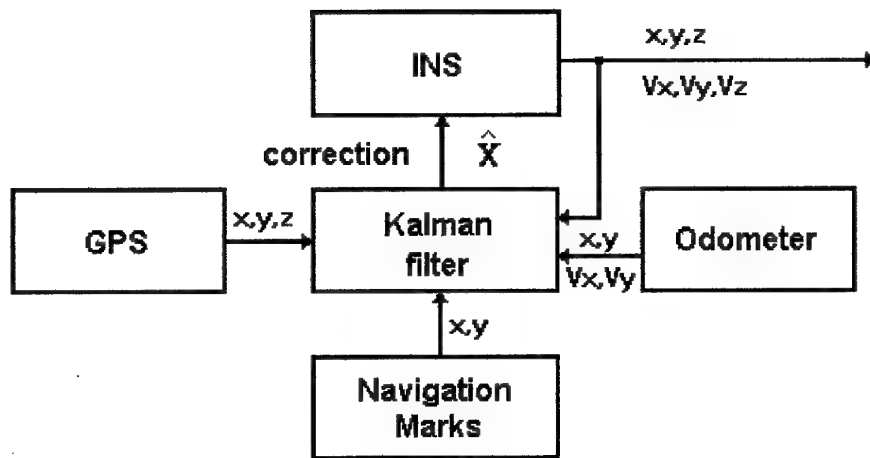 INS
x,y,z
Vx,Vy,Vz
correction
X̂
GPS
x,y,z
Kalman
filter
x,y
Vx,Vy
Odometer
x,y
Navigation
Marks